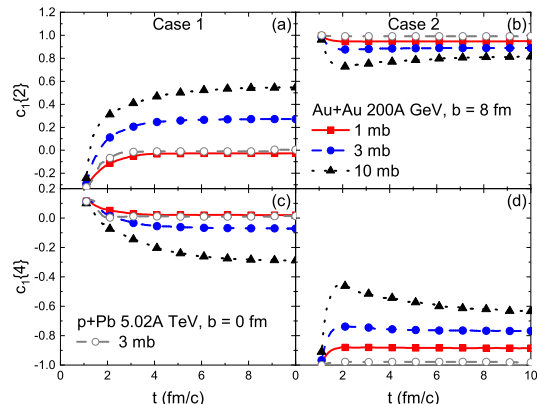 Case 1
(a)
Case 2
(b)
1.2
1.0
0.8
0.6
0.4
0.2
0.0
-0.2
c₁{2}
Au+Au 200A GeV, b = 8 fm
1 mb
3 mb
10 mb
0.2
0.0
-0.2
-0.4
-0.6
-0.8
-1.0
c₁{4}
(c)
(d)
p+Pb 5.02A TeV, b = 0 fm
3 mb
0 2 4 6 8 0 2 4 6 8 10
t (fm/c)
t (fm/c)